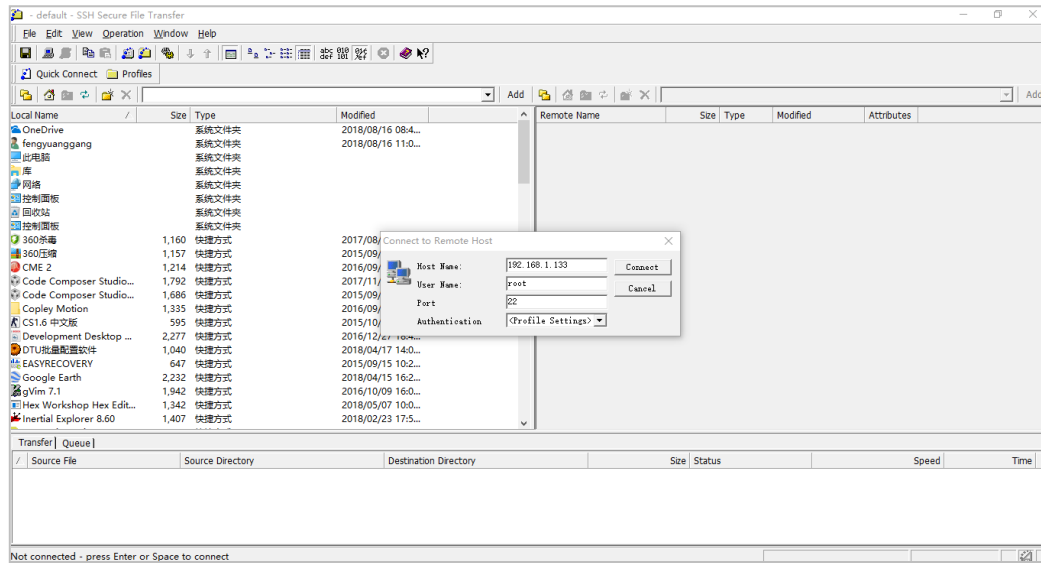 - default - SSH Secure File Transfer
File Edit View Operation Window Help
Quick Connect Profiles
Add Add
Local Name / Size Type Modified
Remote Name Size Type Modified Attributes
OneDrive 系统文件夹 2018/08/16 08:4...
fengyuanggang 系统文件夹 2018/08/16 11:0...
此电脑 系统文件夹
库 系统文件夹
网络 系统文件夹
控制面板 系统文件夹
回收站 系统文件夹
控制面板 系统文件夹
360杀毒 1,160 快捷方式 2017/08/
360压缩 1,157 快捷方式 2015/09/
CME 2 1,214 快捷方式 2016/09/
Code Composer Studio... 1,792 快捷方式 2017/11/
Code Composer Studio... 1,686 快捷方式 2015/09/
Copley Motion 1,335 快捷方式 2016/09/
CS1.6 中文版 595 快捷方式 2015/10/
Development Desktop ... 2,277 快捷方式 2016/12/27
DTU批量配置软件 1,040 快捷方式 2018/04/17 14:0...
EASYRECOVERY 647 快捷方式 2015/09/15 10:2...
Google Earth 2,232 快捷方式 2018/04/15 16:2...
gVim 7.1 1,942 快捷方式 2016/10/09 16:0...
Hex Workshop Hex Edit... 1,342 快捷方式 2018/05/07 10:0...
Inertial Explorer 8.60 1,407 快捷方式 2018/02/23 17:5...
Connect to Remote Host
Host Name: 192.168.1.133 Connect
User Name: root Cancel
Port 22
Authentication <Profile Settings>
Transfer Queue
/ Source File Source Directory Destination Directory Size Status Speed Time
Not connected - press Enter or Space to connect